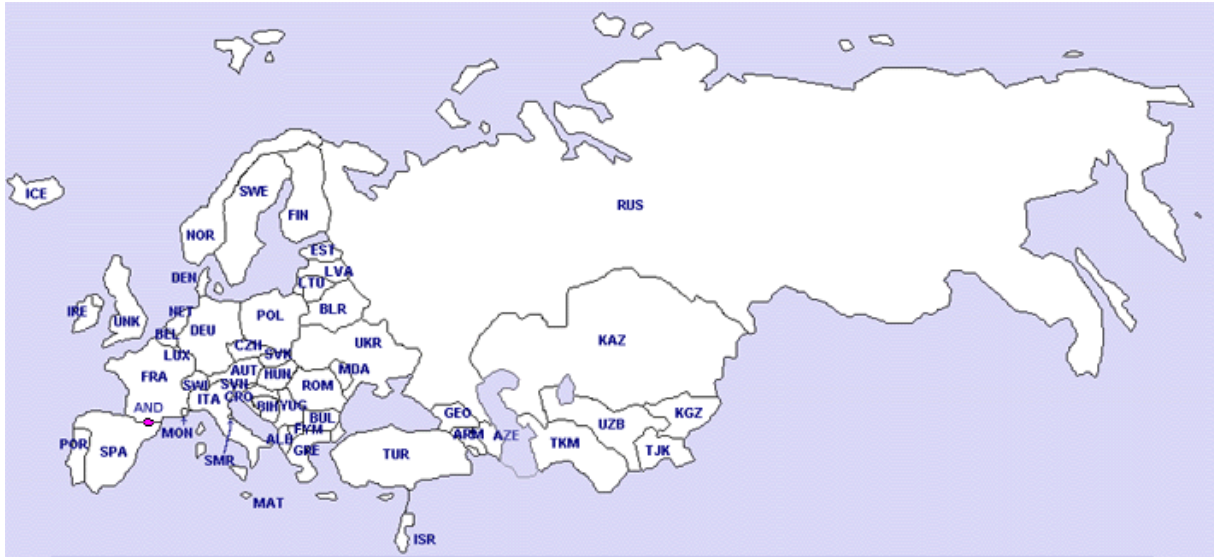 ICE
SWE
RUS
FIN
NOR
EST
LVA
DEN
LTU
IRE
NET
UNK
POL
BLR
DEU
BEL
CZH
UKR
KAZ
LUX
SVK
AUT
HUN
MDA
FRA
SWI
SVN
ROM
ITA
CRO
BIH
YUG
AND
GEO
KGZ
BUL
UZB
MON
FYM
ARM
AZE
ALB
TKM
POR
SPA
GRE
TUR
TJK
SMR
MAT
ISR